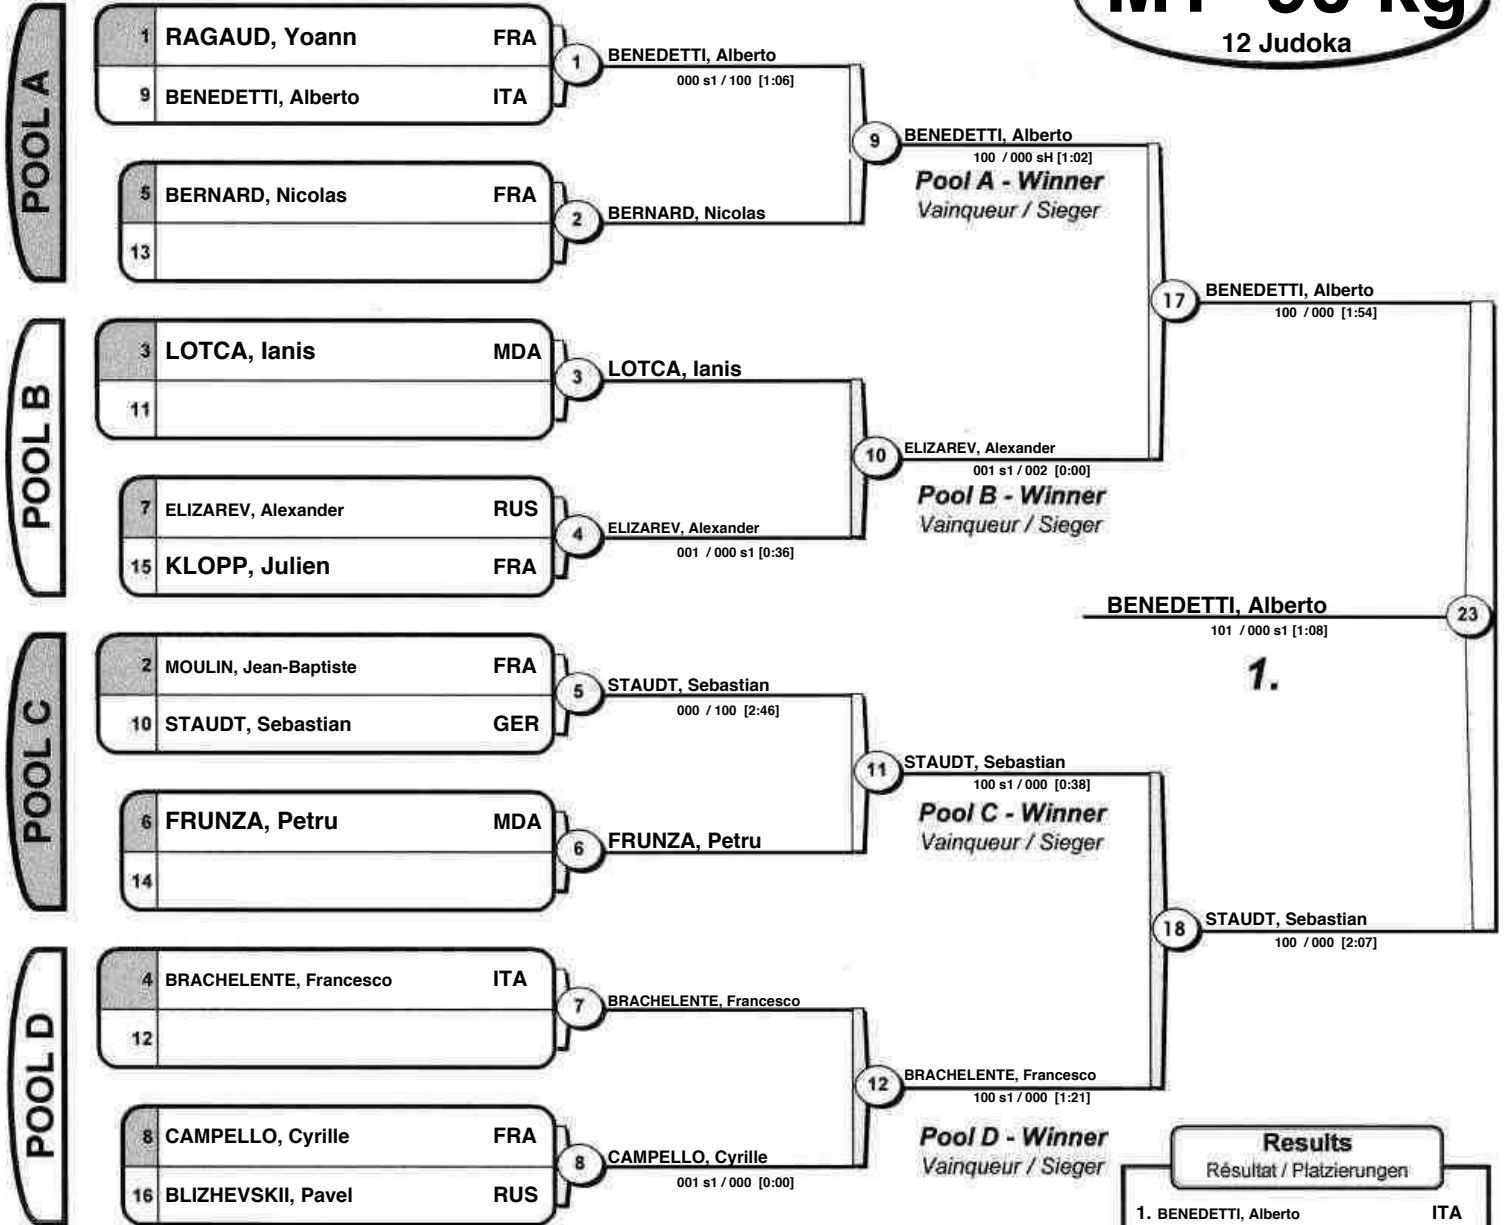 12 Judoka
POOL A
1 RAGAUD, Yoann FRA
9 BENEDETTI, Alberto ITA
1
BENEDETTI, Alberto
000 s1 / 100 [1:06]
5 BERNARD, Nicolas FRA
13
2
BERNARD, Nicolas
9
BENEDETTI, Alberto
100 / 000 sH [1:02]
Pool A - Winner
Vainqueur / Sieger
POOL B
3 LOTCA, Ianis MDA
11
3
LOTCA, Ianis
7 ELIZAREV, Alexander RUS
15 KLOPP, Julien FRA
4
ELIZAREV, Alexander
001 / 000 s1 [0:36]
10
ELIZAREV, Alexander
001 s1 / 002 [0:00]
Pool B - Winner
Vainqueur / Sieger
17
BENEDETTI, Alberto
100 / 000 [1:54]
POOL C
2 MOULIN, Jean-Baptiste FRA
10 STAUDT, Sebastian GER
5
STAUDT, Sebastian
000 / 100 [2:46]
6 FRUNZA, Petru MDA
14
6
FRUNZA, Petru
11
STAUDT, Sebastian
100 s1 / 000 [0:38]
Pool C - Winner
Vainqueur / Sieger
POOL D
4 BRACHELENTE, Francesco ITA
12
7
BRACHELENTE, Francesco
8 CAMPELLO, Cyrille FRA
16 BLIZHEVSKII, Pavel RUS
8
CAMPELLO, Cyrille
001 s1 / 000 [0:00]
12
BRACHELENTE, Francesco
100 s1 / 000 [1:21]
Pool D - Winner
Vainqueur / Sieger
18
STAUDT, Sebastian
100 / 000 [2:07]
23
BENEDETTI, Alberto
101 / 000 s1 [1:08]
1.
Results
Résultat / Platzierungen
1. BENEDETTI, Alberto ITA